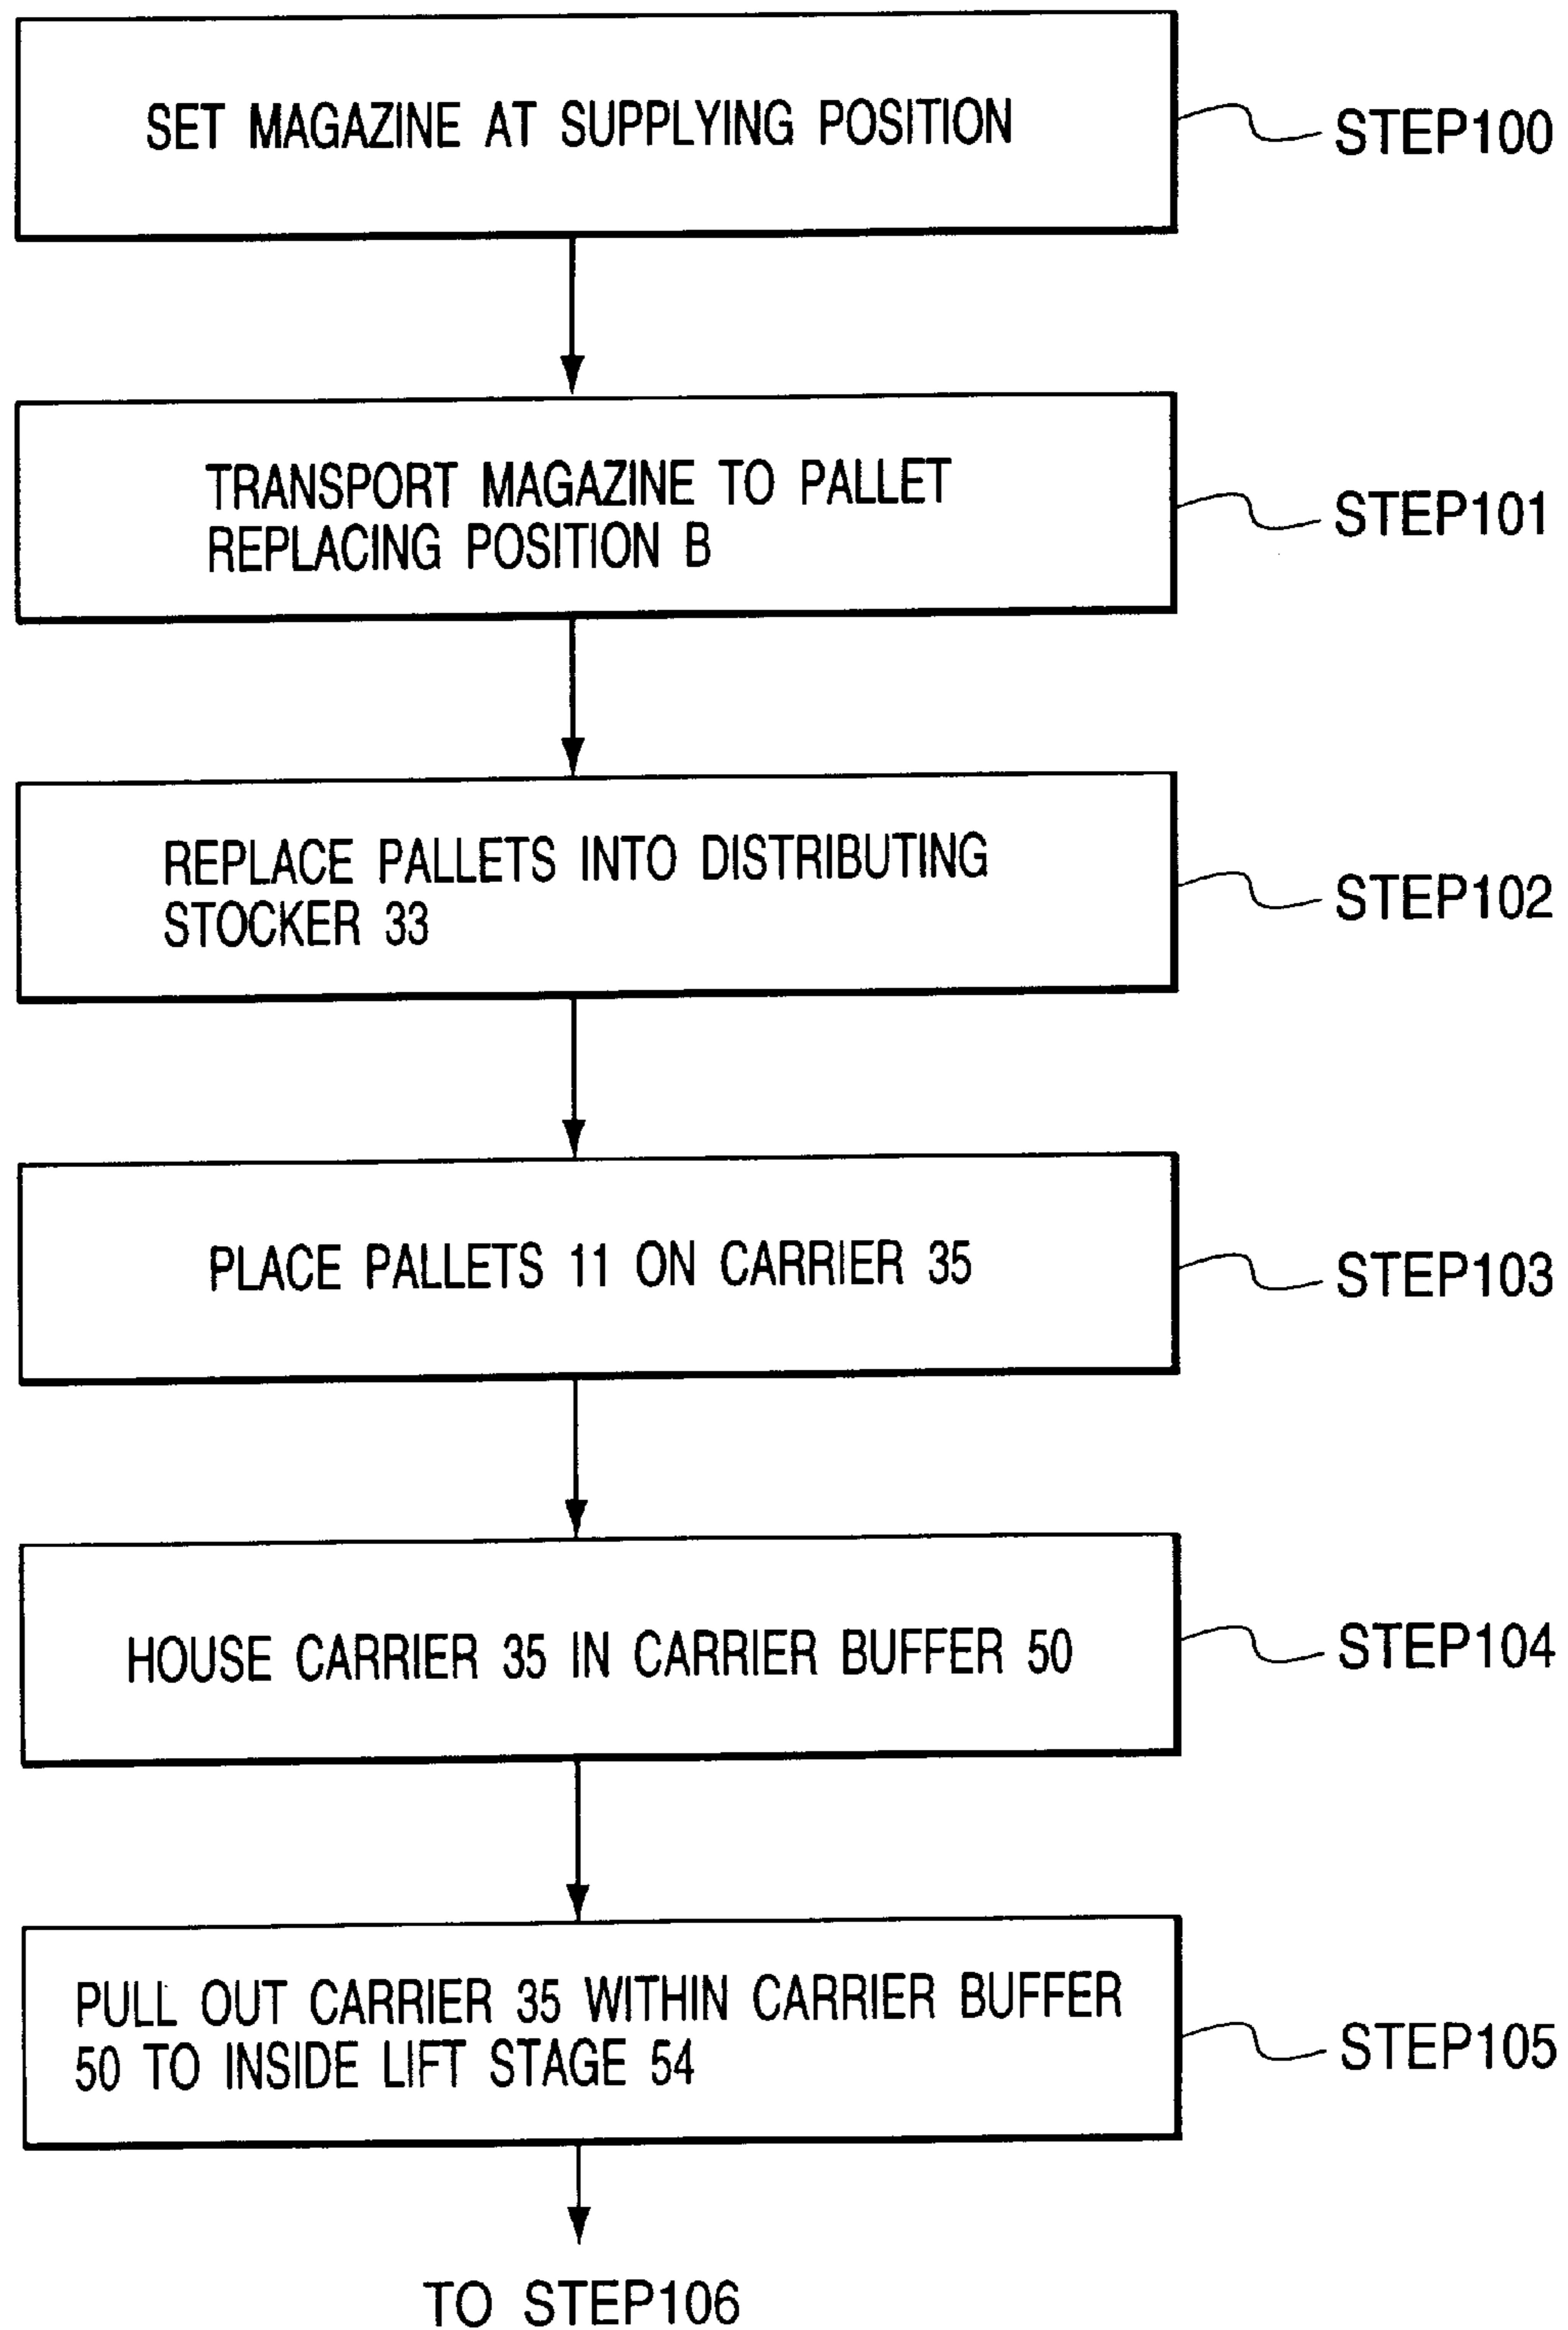 SET MAGAZINE AT SUPPLYING POSITION
STEP100
TRANSPORT MAGAZINE TO PALLET
REPLACING POSITION B
STEP101
REPLACE PALLETS INTO DISTRIBUTING
STOCKER 33
STEP102
PLACE PALLETS 11 ON CARRIER 35
STEP103
HOUSE CARRIER 35 IN CARRIER BUFFER 50
STEP104
PULL OUT CARRIER 35 WITHIN CARRIER BUFFER
50 TO INSIDE LIFT STAGE 54
STEP105
TO STEP106